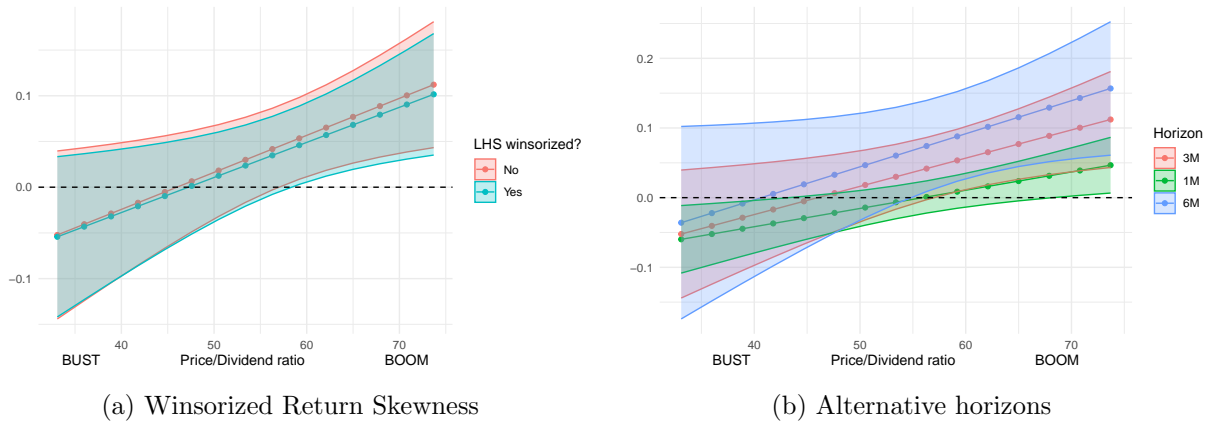 0.1
0.0
−0.1
40
50
60
70
BUST
Price/Dividend ratio
BOOM
LHS winsorized?
No
Yes
(a) Winsorized Return Skewness
0.2
0.1
0.0
−0.1
40
50
60
70
BUST
Price/Dividend ratio
BOOM
Horizon
3M
1M
6M
(b) Alternative horizons